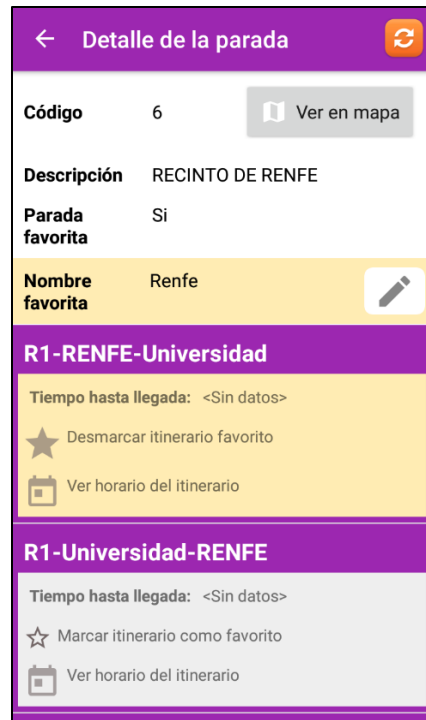 Detalle de la parada
Código 6 Ver en mapa
Descripción RECINTO DE RENFE
Parada favorita Si
Nombre favorita Renfe
R1-RENFE-Universidad
Tiempo hasta llegada: <Sin datos>
Desmarcar itinerario favorito
Ver horario del itinerario
R1-Universidad-RENFE
Tiempo hasta llegada: <Sin datos>
Marcar itinerario como favorito
Ver horario del itinerario